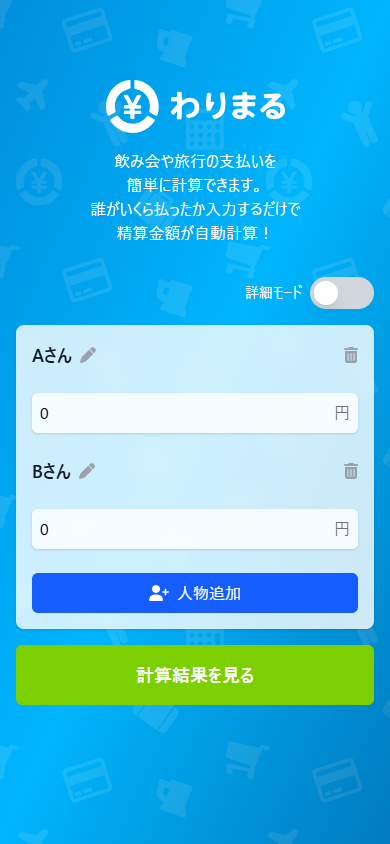 わりまる
飲み会や旅行の支払いを
簡単に計算できます。
誰がいくら払ったか入力するだけで
精算金額が自動計算！
詳細モード
Aさん
0 円
Bさん
0 円
人物追加
計算結果を見る